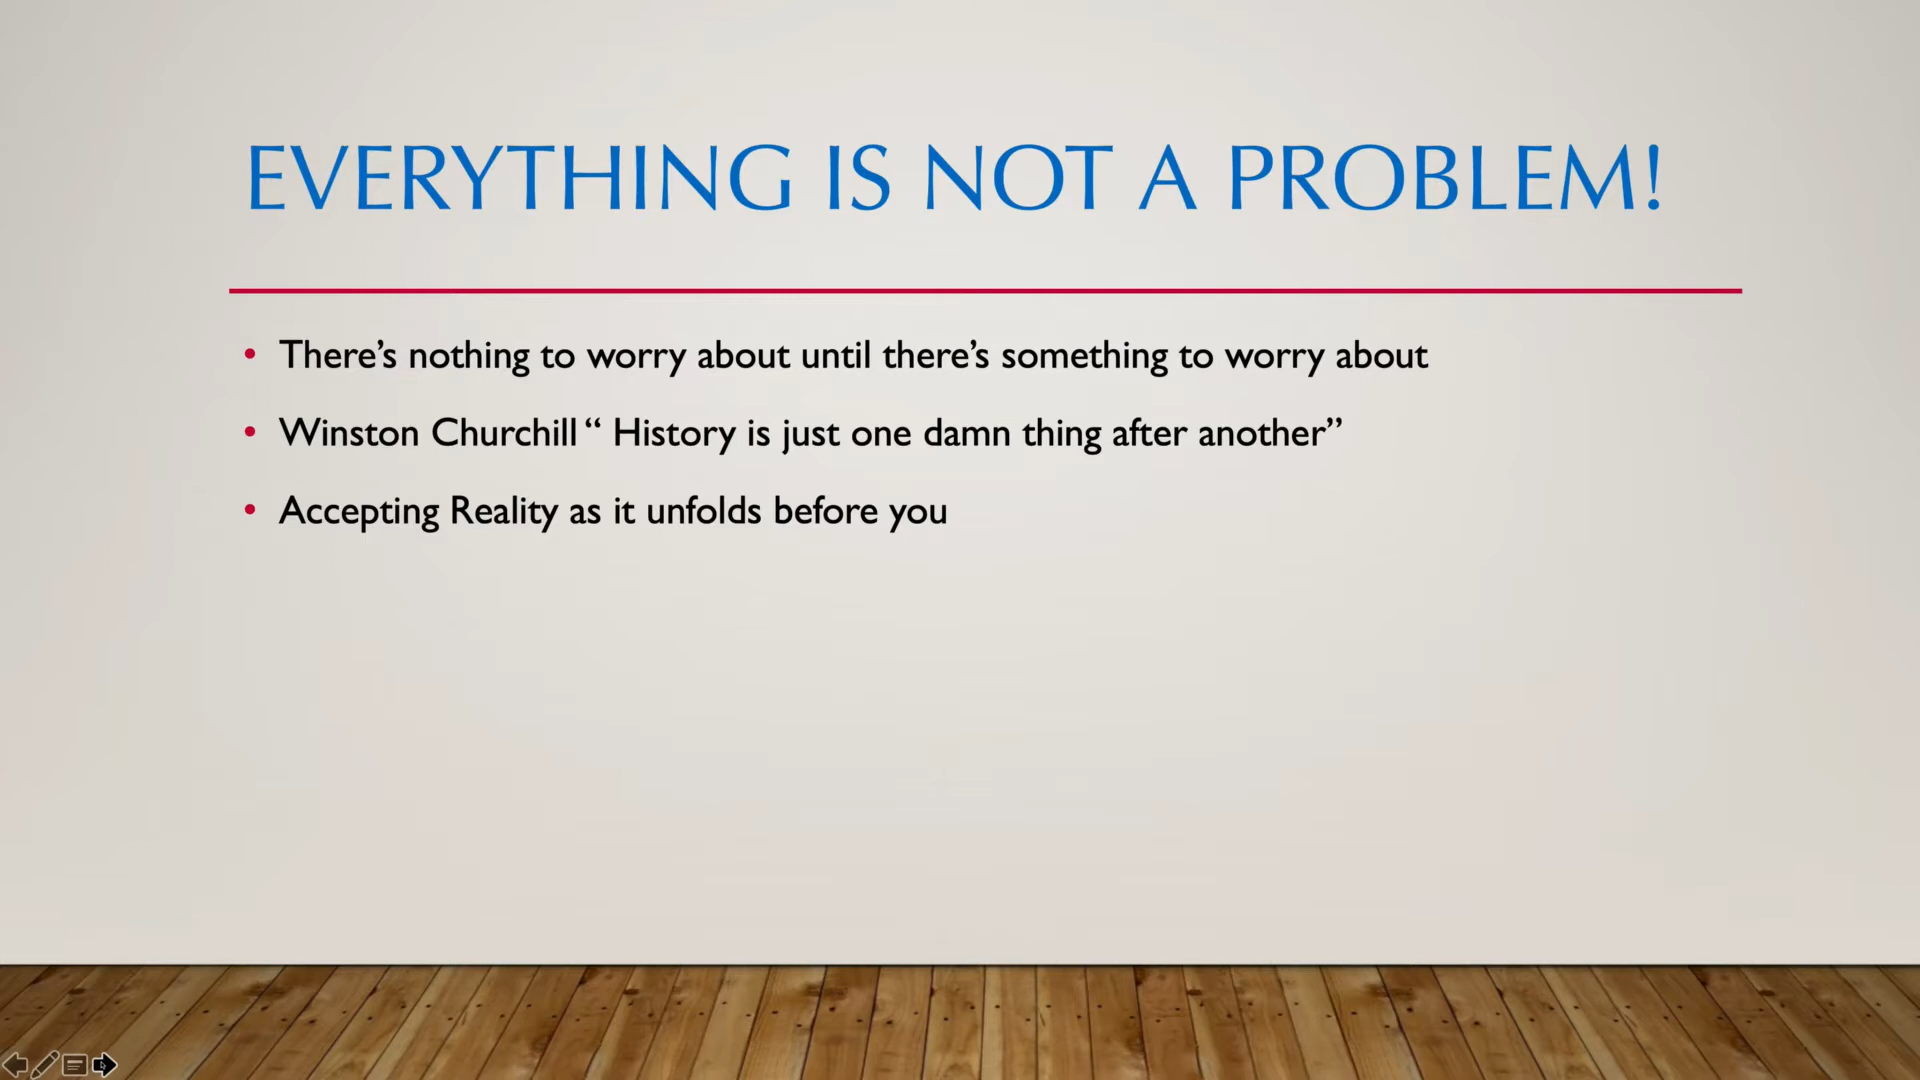 EVERYTHING IS NOT A PROBLEM!
• There’s nothing to worry about until there’s something to worry about
• Winston Churchill “ History is just one damn thing after another”
• Accepting Reality as it unfolds before you